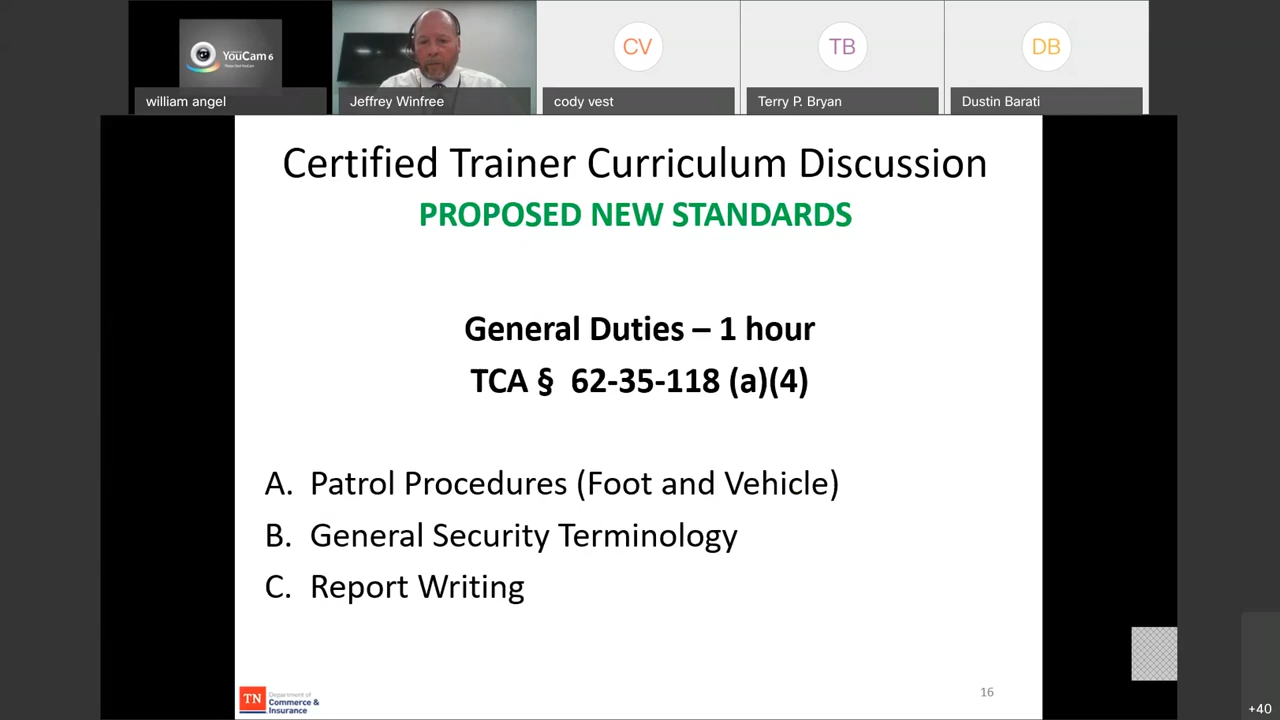 YouCam 6
william angel
Jeffrey Winfree
CV
cody vest
TB
Terry P. Bryan
DB
Dustin Barati
Certified Trainer Curriculum Discussion
PROPOSED NEW STANDARDS
General Duties – 1 hour
TCA § 62-35-118 (a)(4)
A. Patrol Procedures (Foot and Vehicle)
B. General Security Terminology
C. Report Writing
TN
Department of
Commerce &
Insurance
16
+40